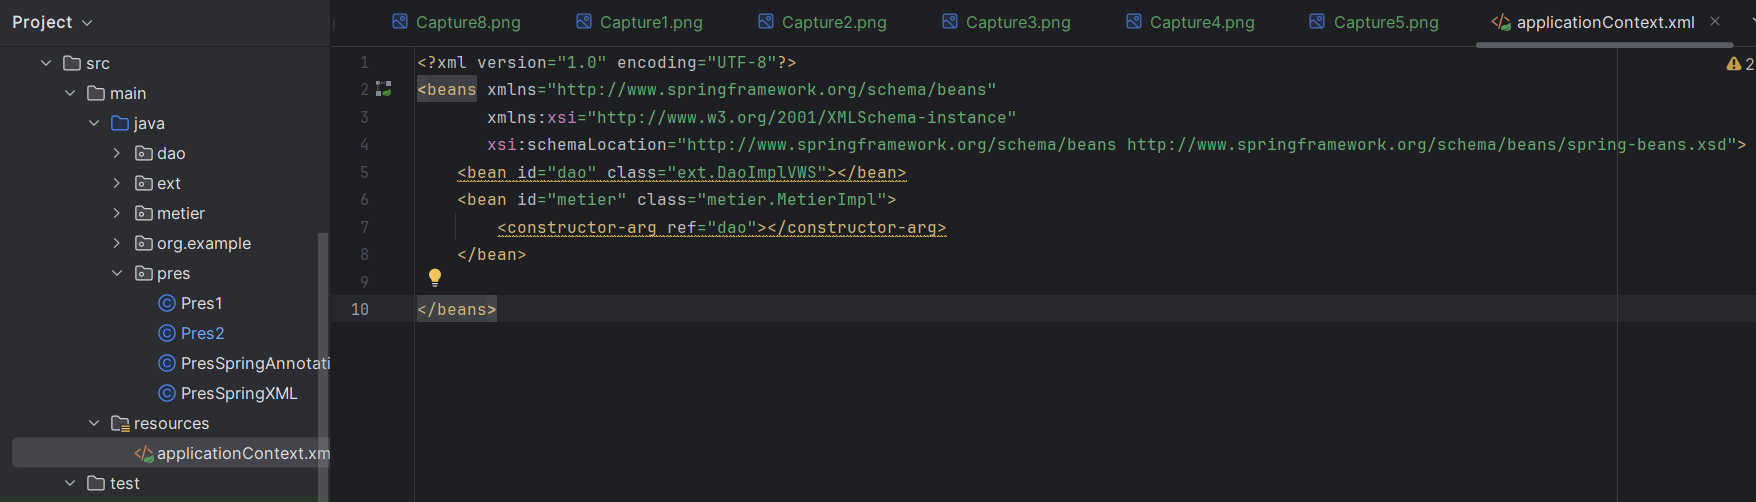 Project
Capture8.png
Capture1.png
Capture2.png
Capture3.png
Capture4.png
Capture5.png
applicationContext.xml
src
main
java
dao
ext
metier
org.example
pres
Pres1
Pres2
PresSpringAnnotati
PresSpringXML
resources
applicationContext.xm
test
2
1 <?xml version="1.0" encoding="UTF-8"?>
2 <beans xmlns="http://www.springframework.org/schema/beans"
3 xmlns:xsi="http://www.w3.org/2001/XMLSchema-instance"
4 xsi:schemaLocation="http://www.springframework.org/schema/beans http://www.springframework.org/schema/beans/spring-beans.xsd">
5 <bean id="dao" class="ext.DaoImplVWS"></bean>
6 <bean id="metier" class="metier.MetierImpl">
7 <constructor-arg ref="dao"></constructor-arg>
8 </bean>
9
10 </beans>